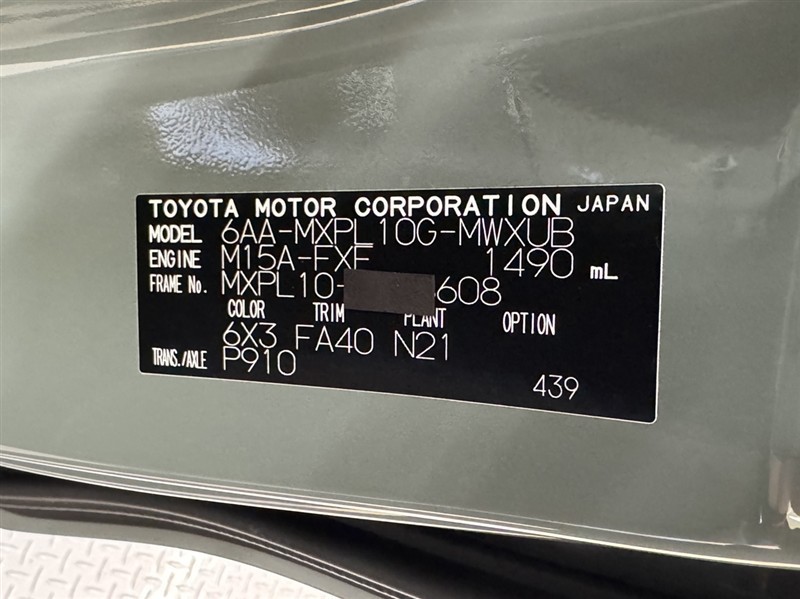 TOYOTA MOTOR CORPORATION JAPAN
MODEL 6AA-MXPL10G-MWXUB
ENGINE M15A-FXE 1490 mL
FRAME No. MXPL10- 608
COLOR TRIM PLANT OPTION
6X3 FA40 N21
TRANS./AXLE P910
439